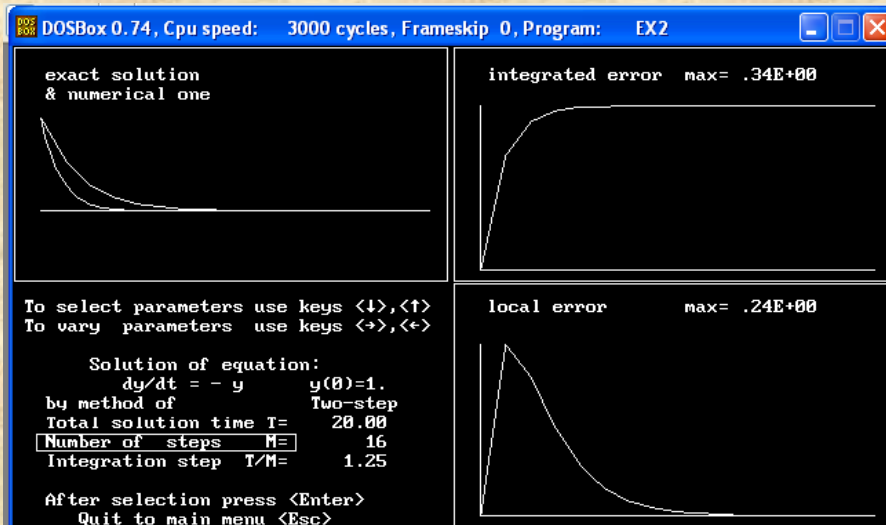 DOSBox 0.74, Cpu speed: 3000 cycles, Frameskip 0, Program: EX2
exact solution
& numerical one
integrated error max= .34E+00
To select parameters use keys <↓>,<↑>
To vary parameters use keys <→>,<←>
Solution of equation:
dy/dt = - y y(0)=1.
by method of Two-step
Total solution time T= 20.00
Number of steps M= 16
Integration step T/M= 1.25
After selection press <Enter>
Quit to main menu <Esc>
local error max= .24E+00